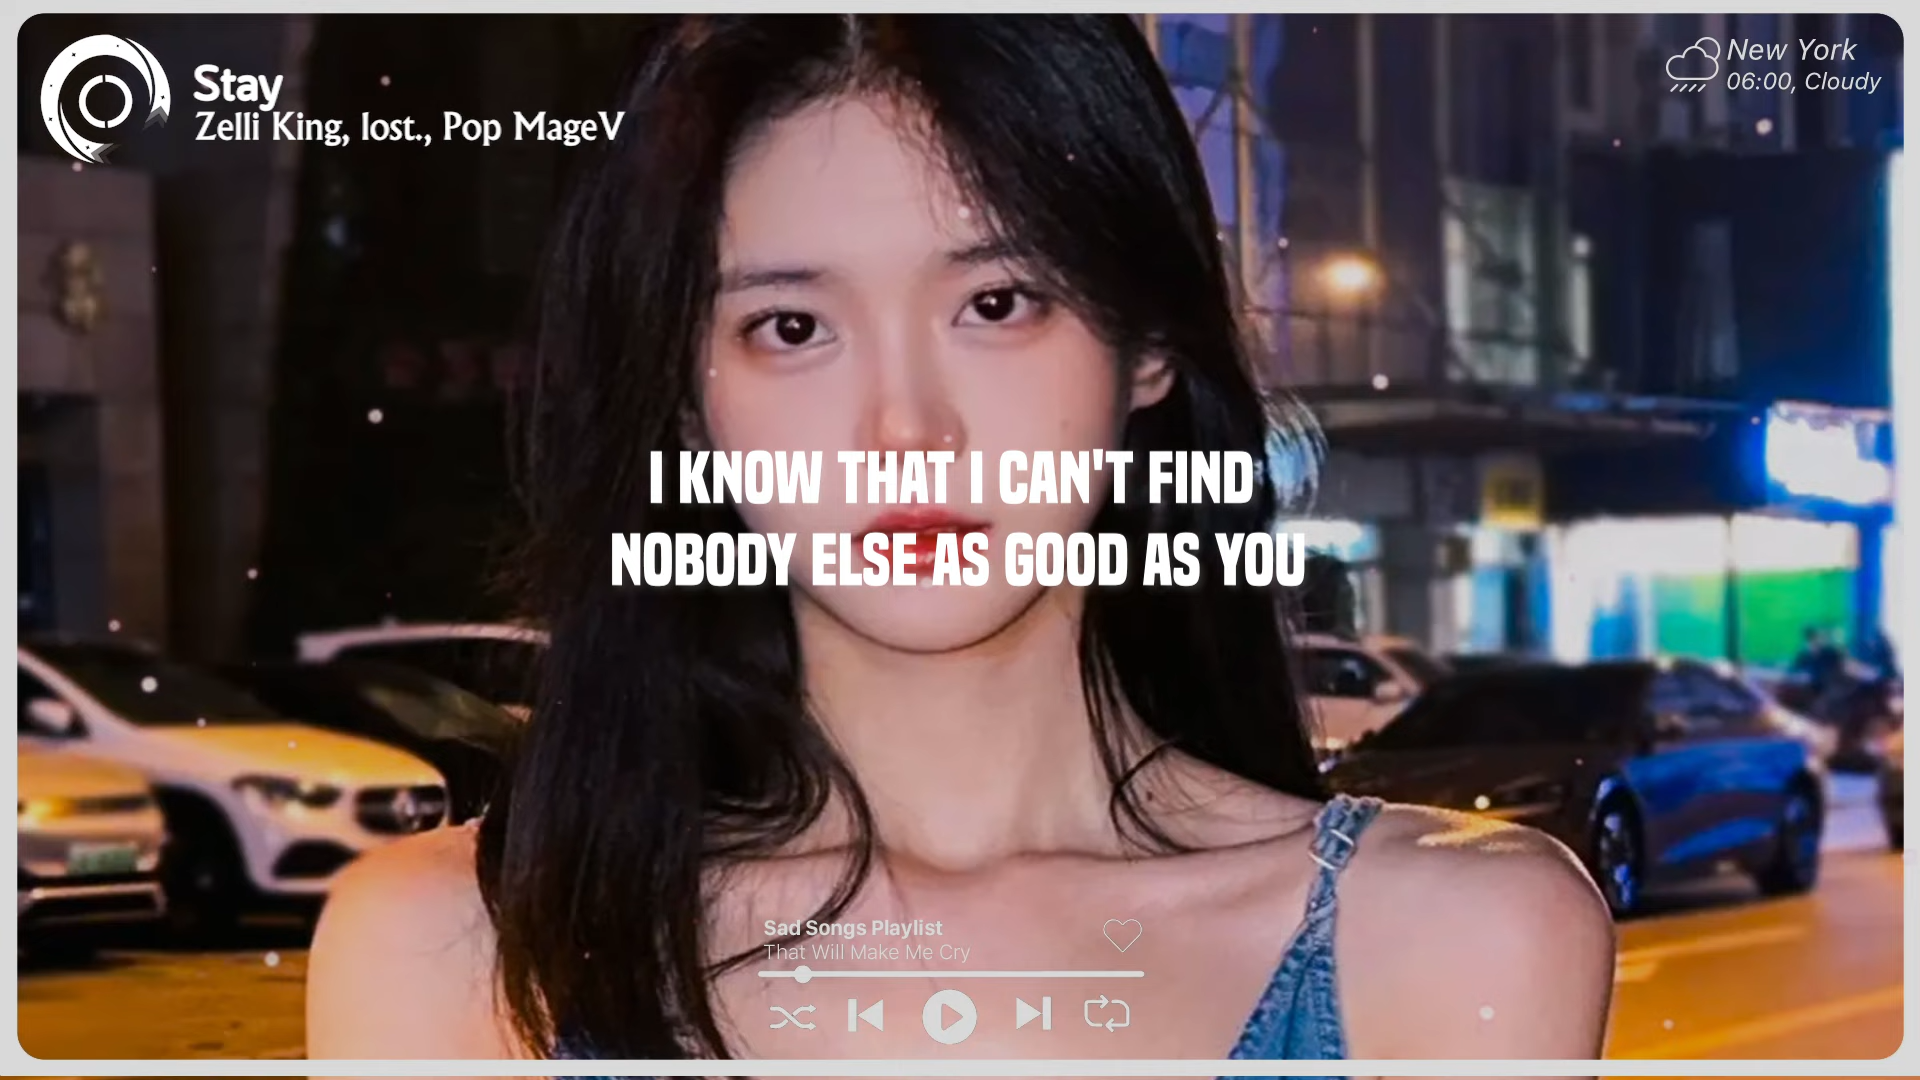 Stay
Zelli King, lost., Pop MageV
New York
06:00, Cloudy
I KNOW THAT I CAN'T FIND
NOBODY ELSE AS GOOD AS YOU
Sad Songs Playlist
That Will Make Me Cry